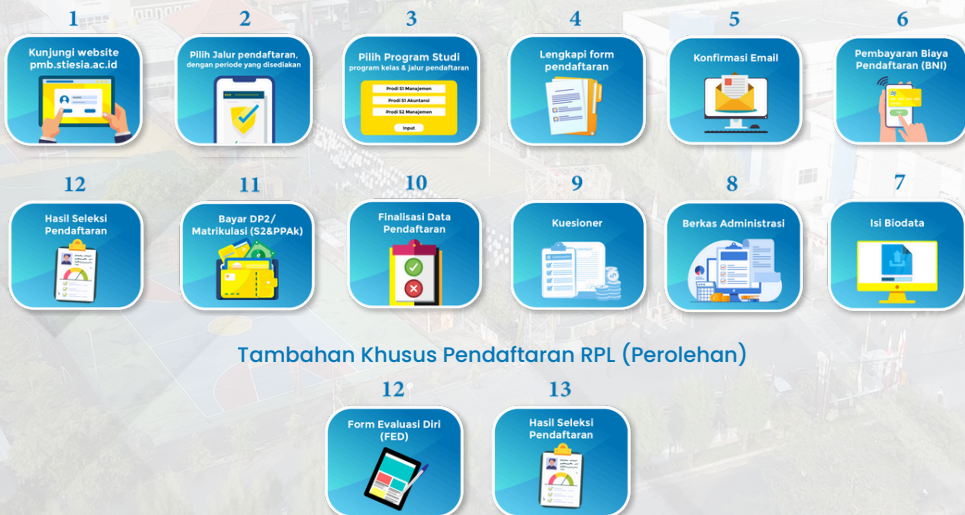 1
Kunjungi website
pmb.stiesia.ac.id
2
Pilih Jalur pendaftaran,
dengan periode yang disediakan
3
Pilih Program Studi
program kelas & jalur pendaftaran
Prodi S1 Manajemen
Prodi S1 Akuntansi
Prodi S2 Manajemen
Input
4
Lengkapi form
pendaftaran
5
Konfirmasi Email
6
Pembayaran Biaya
Pendaftaran (BNI)
12
Hasil Seleksi
Pendaftaran
11
Bayar DP2/
Matrikulasi (S2&PPAk)
10
Finalisasi Data
Pendaftaran
9
Kuesioner
8
Berkas Administrasi
7
Isi Biodata
Tambahan Khusus Pendaftaran RPL (Perolehan)
12
Form Evaluasi Diri
(FED)
13
Hasil Seleksi
Pendaftaran